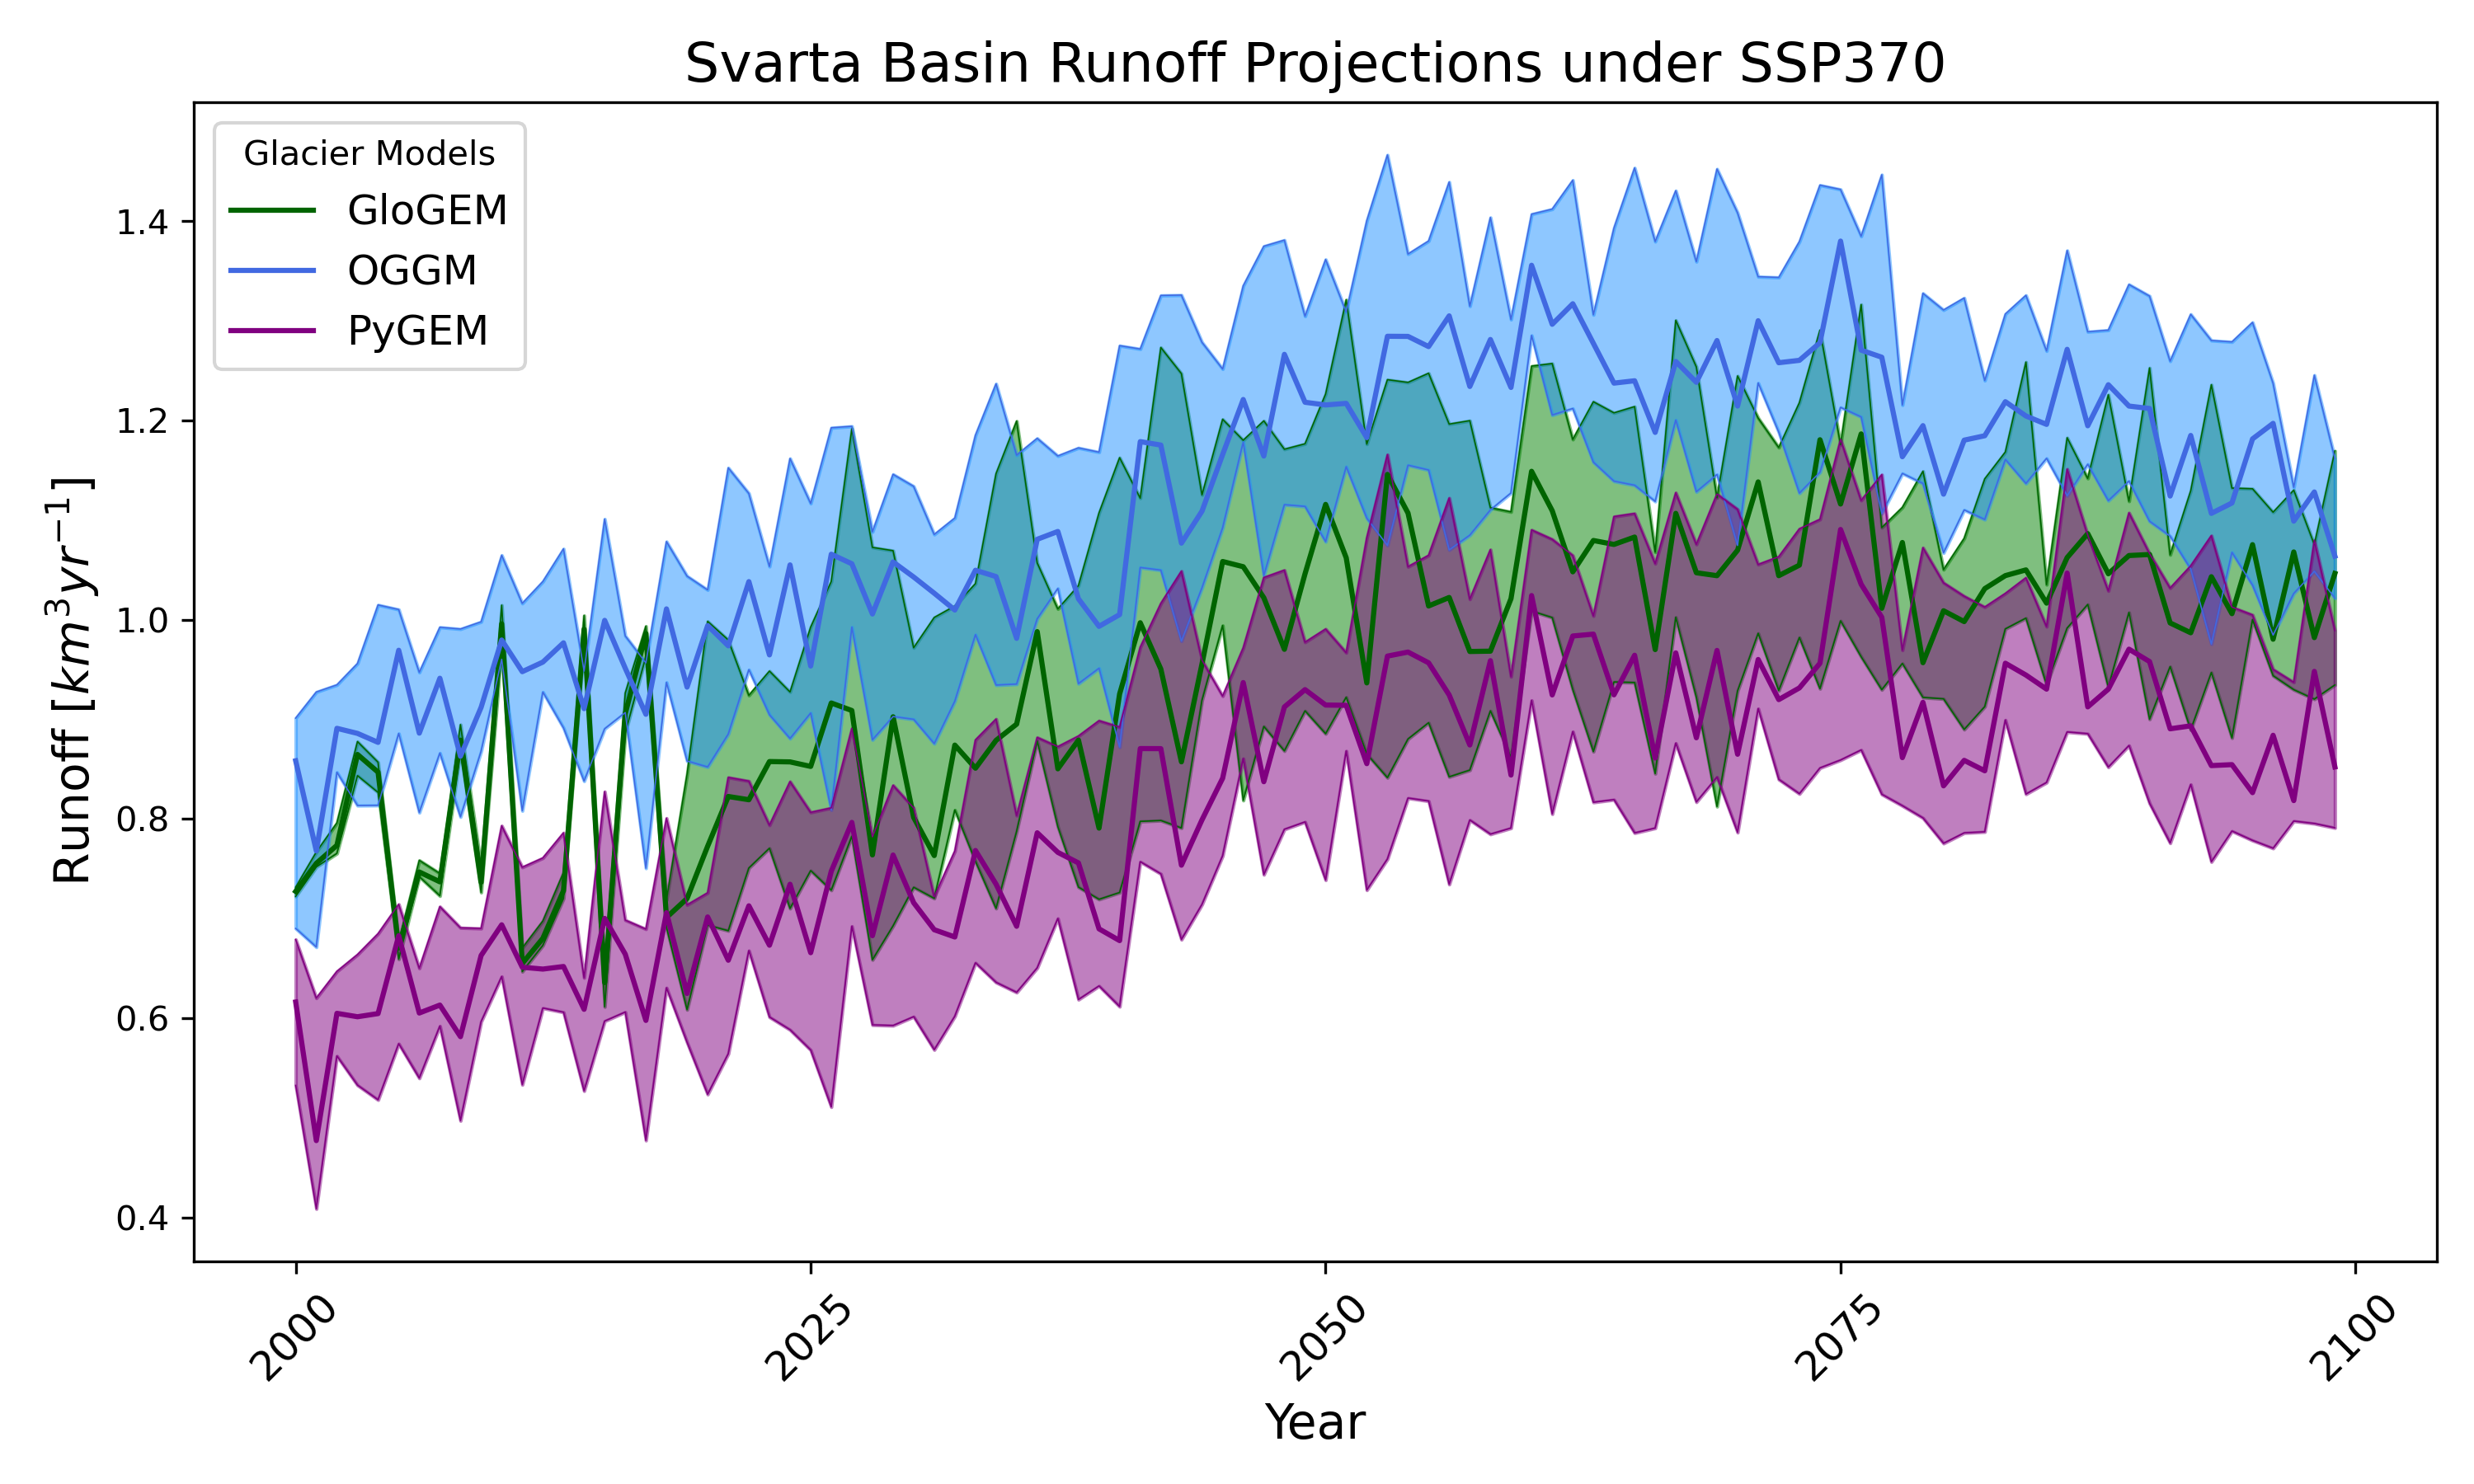 Svarta Basin Runoff Projections under SSP370
Glacier Models
GloGEM
OGGM
PyGEM
Runoff [km³yr⁻¹]
1.4
1.2
1.0
0.8
0.6
0.4
2000
2025
2050
2075
2100
Year